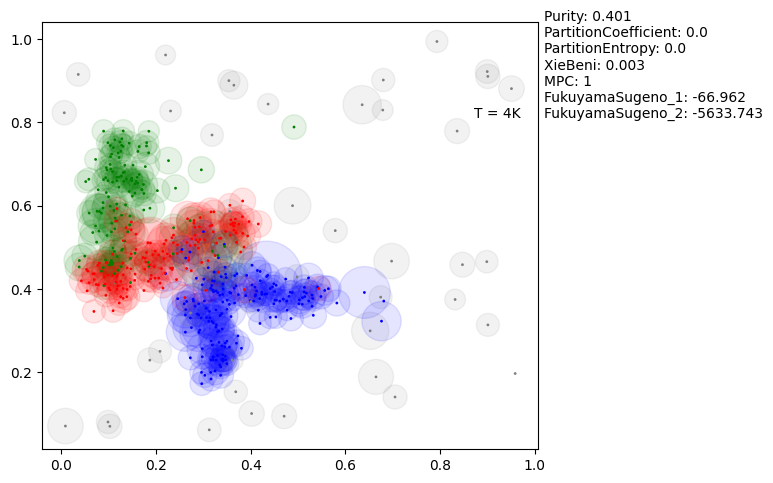 Purity: 0.401
PartitionCoefficient: 0.0
PartitionEntropy: 0.0
XieBeni: 0.003
MPC: 1
FukuyamaSugeno_1: -66.962
FukuyamaSugeno_2: -5633.743
T = 4K
1.0
0.8
0.6
0.4
0.2
0.0
0.2
0.4
0.6
0.8
1.0